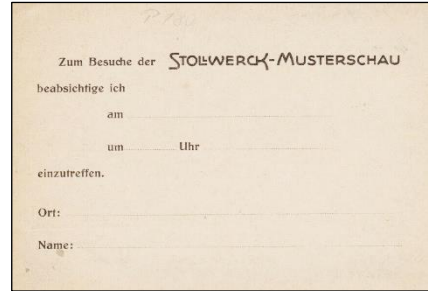 Zum Besuche der STOLLWERCK-MUSTERSCHAU
beabsichtige ich
am
um Uhr
einzutreffen.
Ort:
Name: